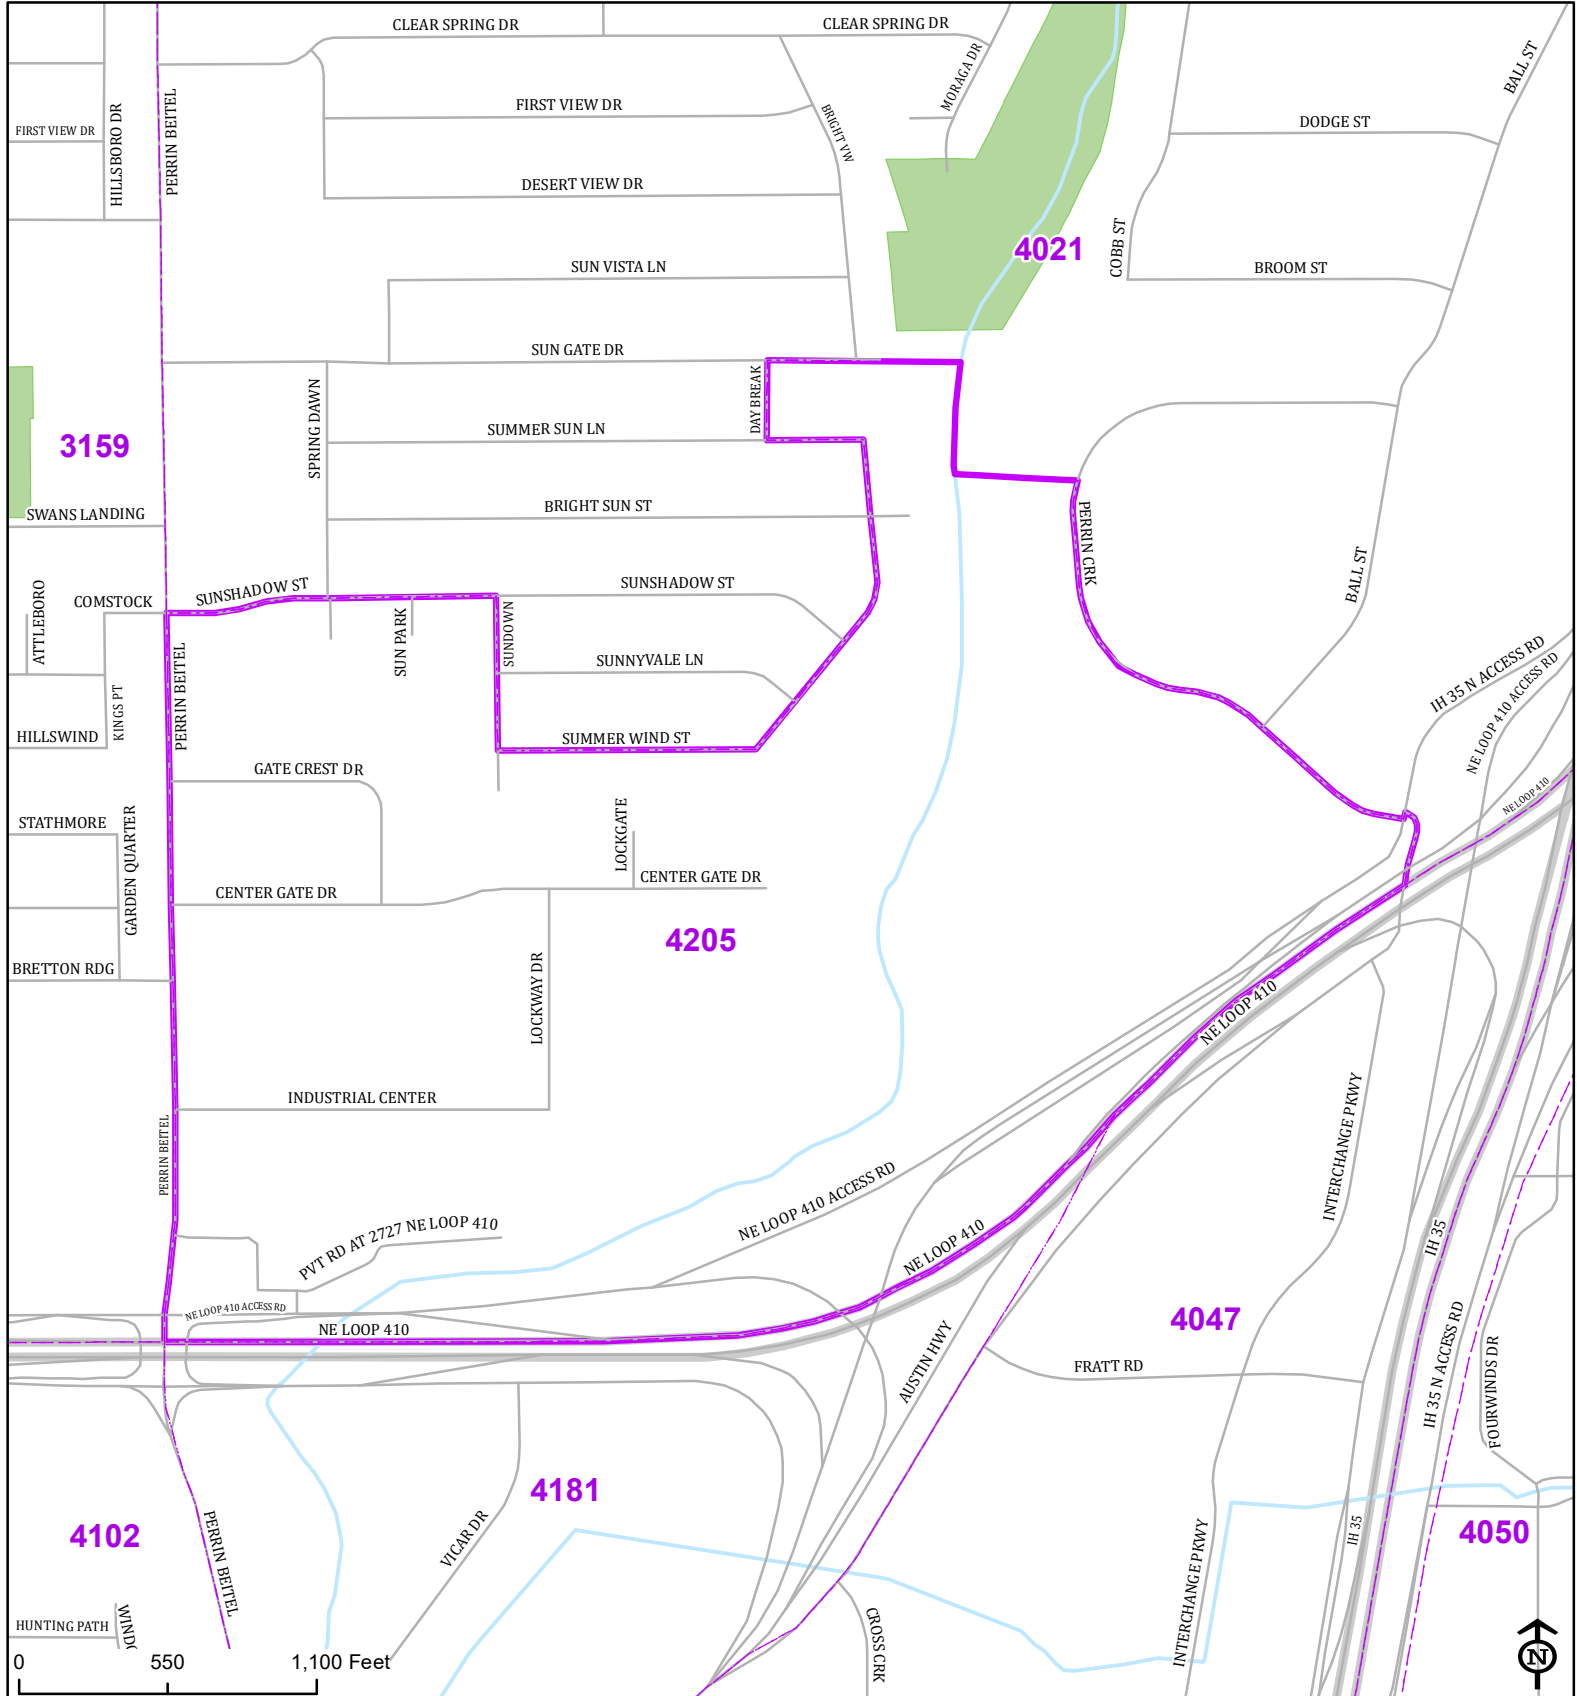 CLEAR SPRING DR
CLEAR SPRING DR
BALL ST
MORAGA DR
HILLSBORO DR
PERRIN BEITEL
FIRST VIEW DR
FIRST VIEW DR
BRIGHT VW
DODGE ST
DESERT VIEW DR
4021
COBB ST
SUN VISTA LN
BROOM ST
SUN GATE DR
DAY BREAK
3159
SPRING DAWN
SUMMER SUN LN
SWANS LANDING
BRIGHT SUN ST
PERRIN CRK
BALL ST
ATTLEBORO
COMSTOCK
SUNSHADOW ST
SUNSHADOW ST
SUN PARK
SUNDOWN
PERRIN BEITEL
SUNNYVALE LN
IH 35 N ACCESS RD
NE LOOP 410 ACCESS RD
KINGS PT
HILLSWIND
SUMMER WIND ST
GATE CREST DR
NE LOOP 410
STATHMORE
GARDEN QUARTER
LOCKGATE
CENTER GATE DR
CENTER GATE DR
4205
BRETTON RDG
LOCKWAY DR
NE LOOP 410
INDUSTRIAL CENTER
INTERCHANGE PKWY
PERRIN BEITEL
NE LOOP 410 ACCESS RD
PVT RD AT 2727 NE LOOP 410
NE LOOP 410
IH 35
NE LOOP 410 ACCESS RD
NE LOOP 410
4047
AUSTIN HWY
FRATT RD
IH 35 N ACCESS RD
FOURWINDS DR
4181
4102
PERRIN BEITEL
VICAR DR
IH 35
4050
INTERCHANGE PKWY
HUNTING PATH
CROSS CRK
0 550 1,100 Feet
N